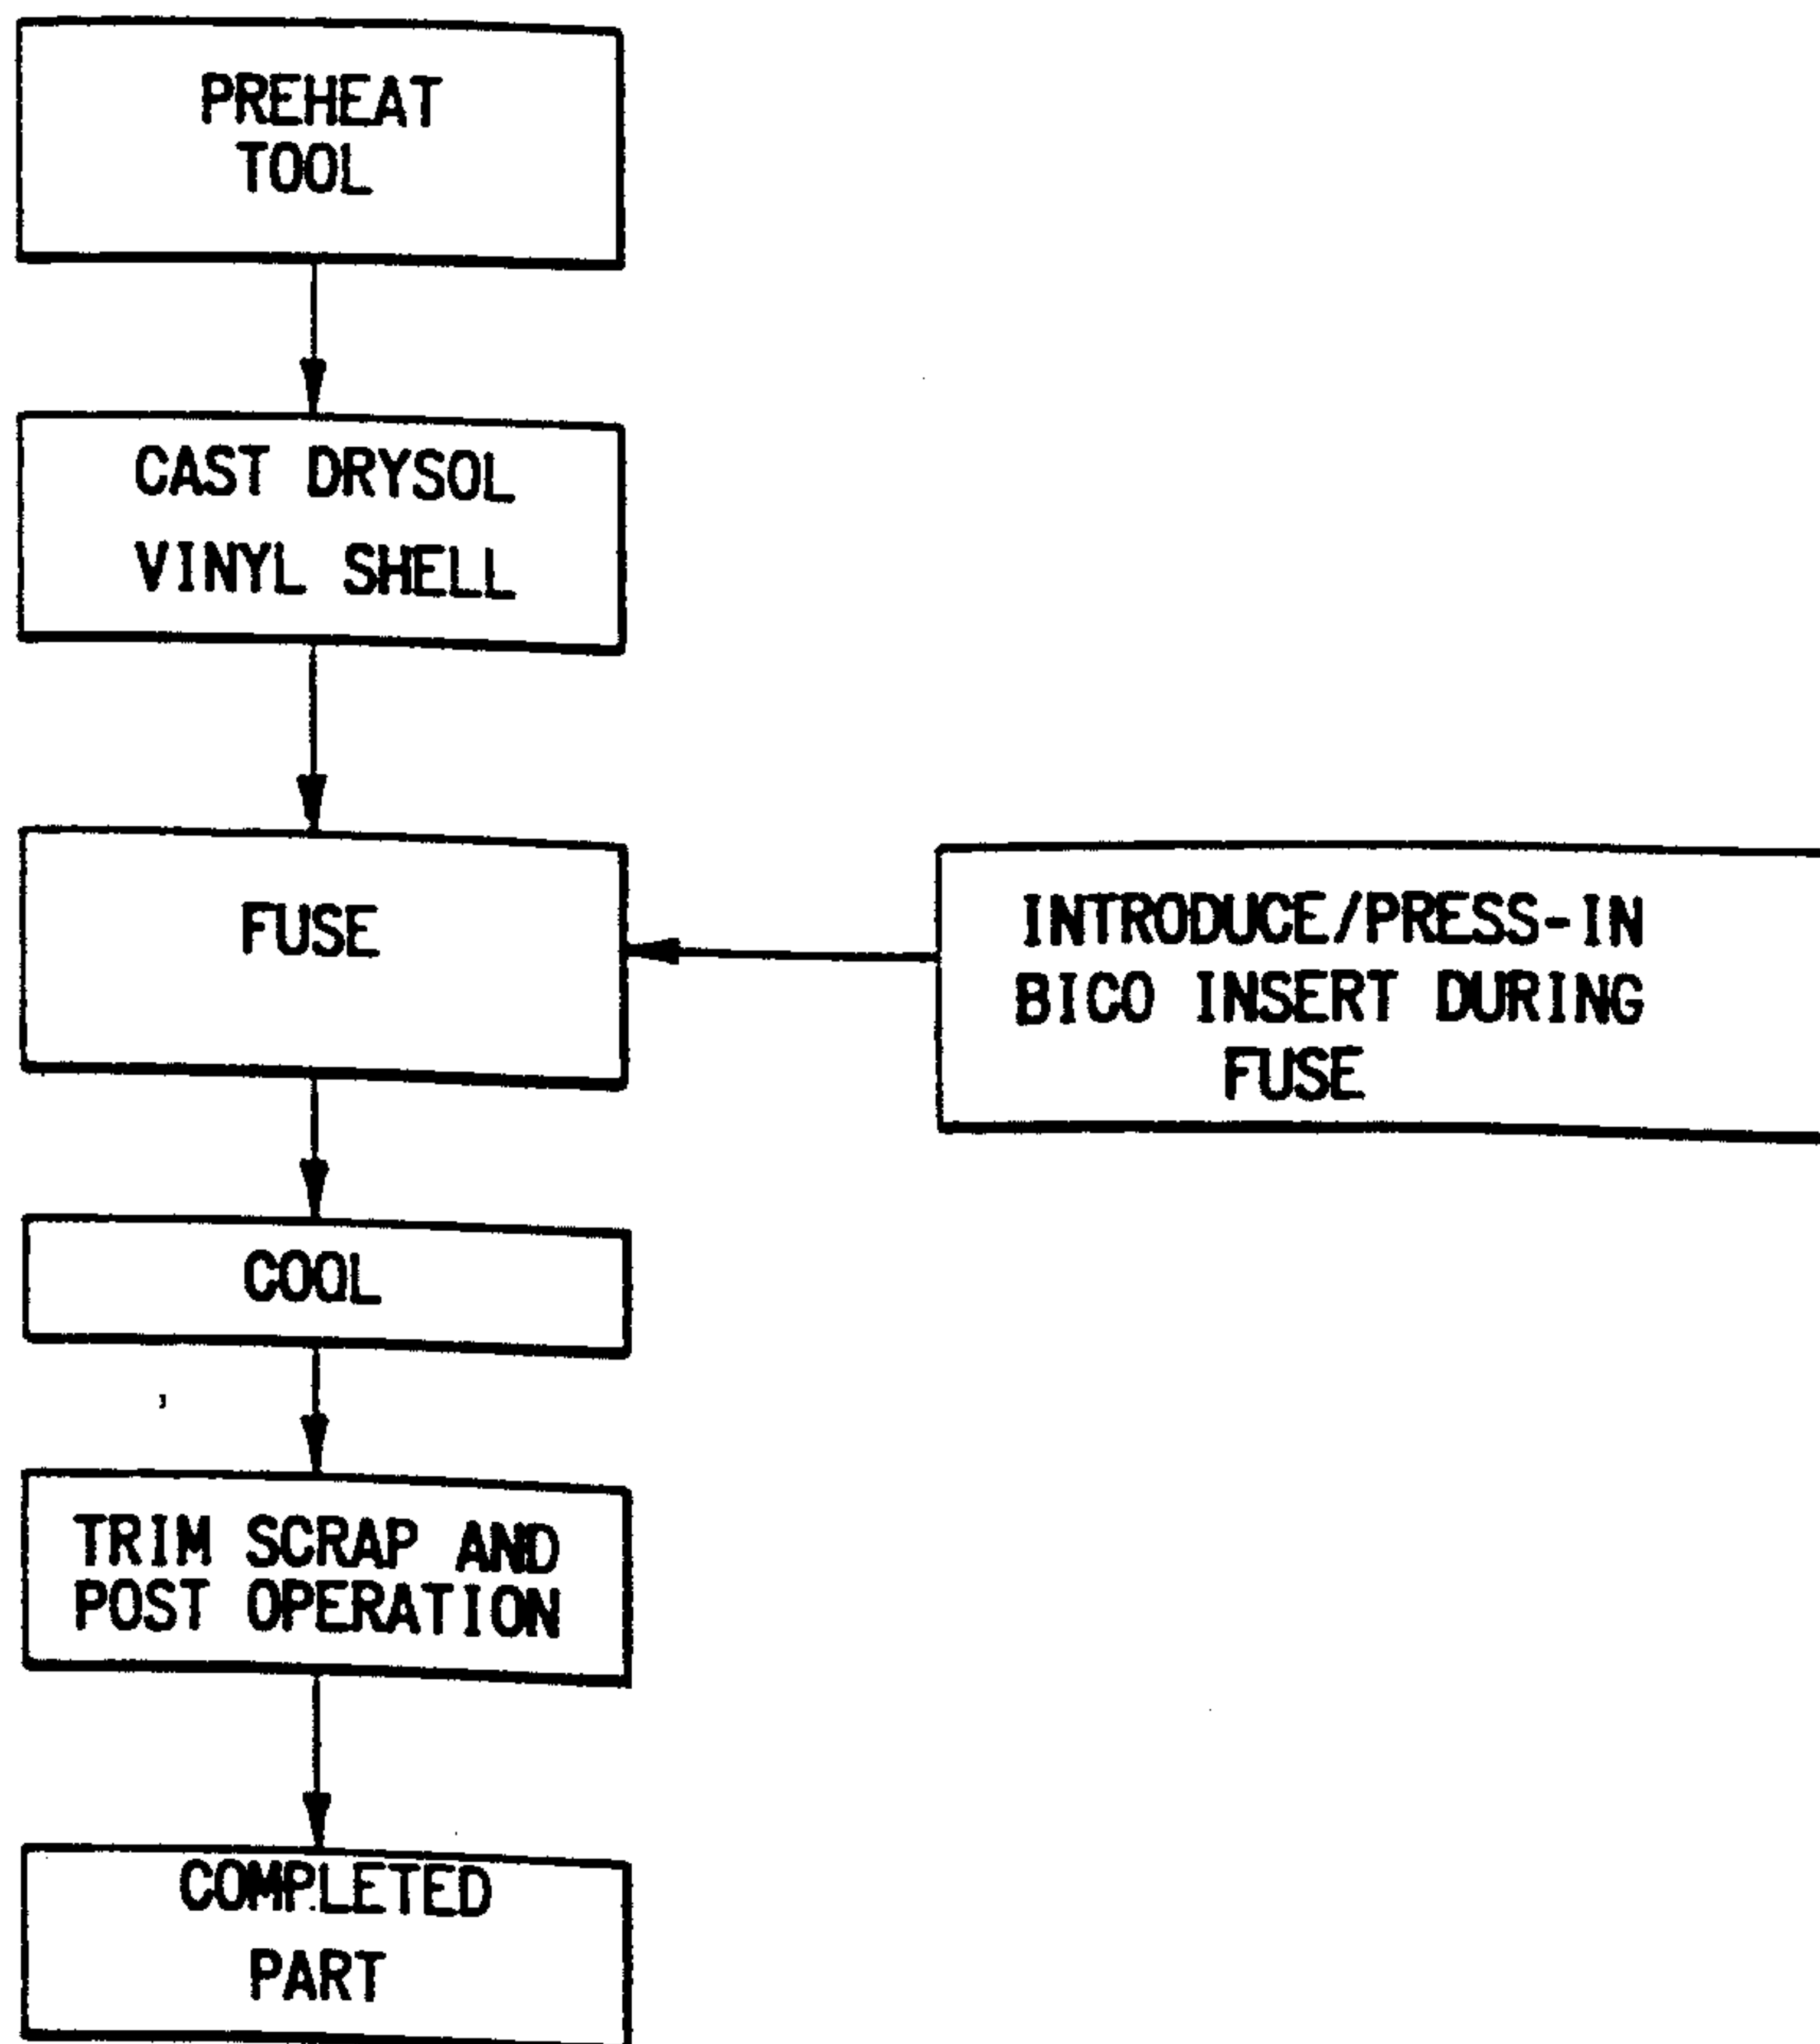 PREHEAT
TOOL
CAST DRYSOL
VINYL SHELL
FUSE
INTRODUCE/PRESS-IN
BICO INSERT DURING
FUSE
COOL
TRIM SCRAP AND
POST OPERATION
COMPLETED
PART